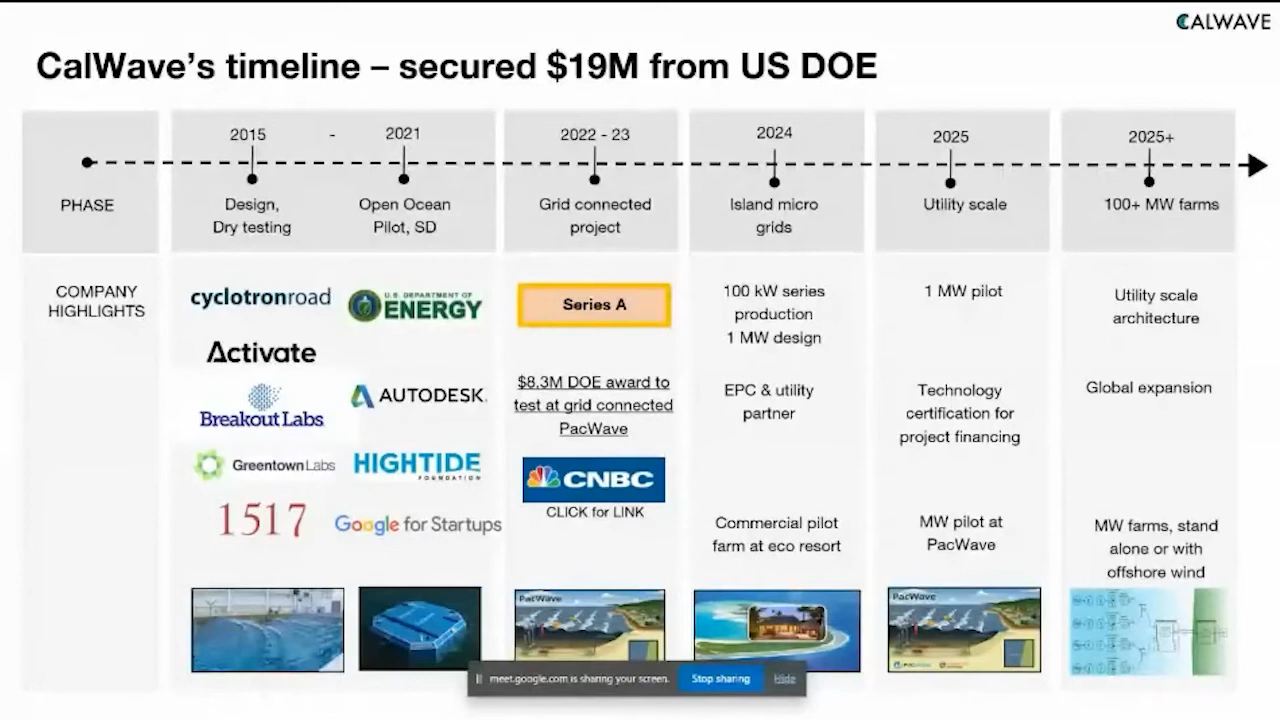 CALWAVE
CalWave's timeline – secured $19M from US DOE
PHASE
2015 - 2021
Design,
Dry testing
Open Ocean
Pilot, SD
2022 - 23
Grid connected
project
2024
Island micro
grids
2025
Utility scale
2025+
100+ MW farms
COMPANY
HIGHLIGHTS
cyclotronroad
Activate
Breakout Labs
Greentown Labs
1517
U.S. DEPARTMENT OF
ENERGY
AUTODESK.
HIGHTIDE
FOUNDATION
Google for Startups
Series A
$8.3M DOE award to
test at grid connected
PacWave
CNBC
CLICK for LINK
100 kW series
production
1 MW design
EPC & utility
partner
Commercial pilot
farm at eco resort
1 MW pilot
Technology
certification for
project financing
MW pilot at
PacWave
Utility scale
architecture
Global expansion
MW farms, stand
alone or with
offshore wind
PacWave
PacWave
meet.google.com is sharing your screen.
Stop sharing
Hide